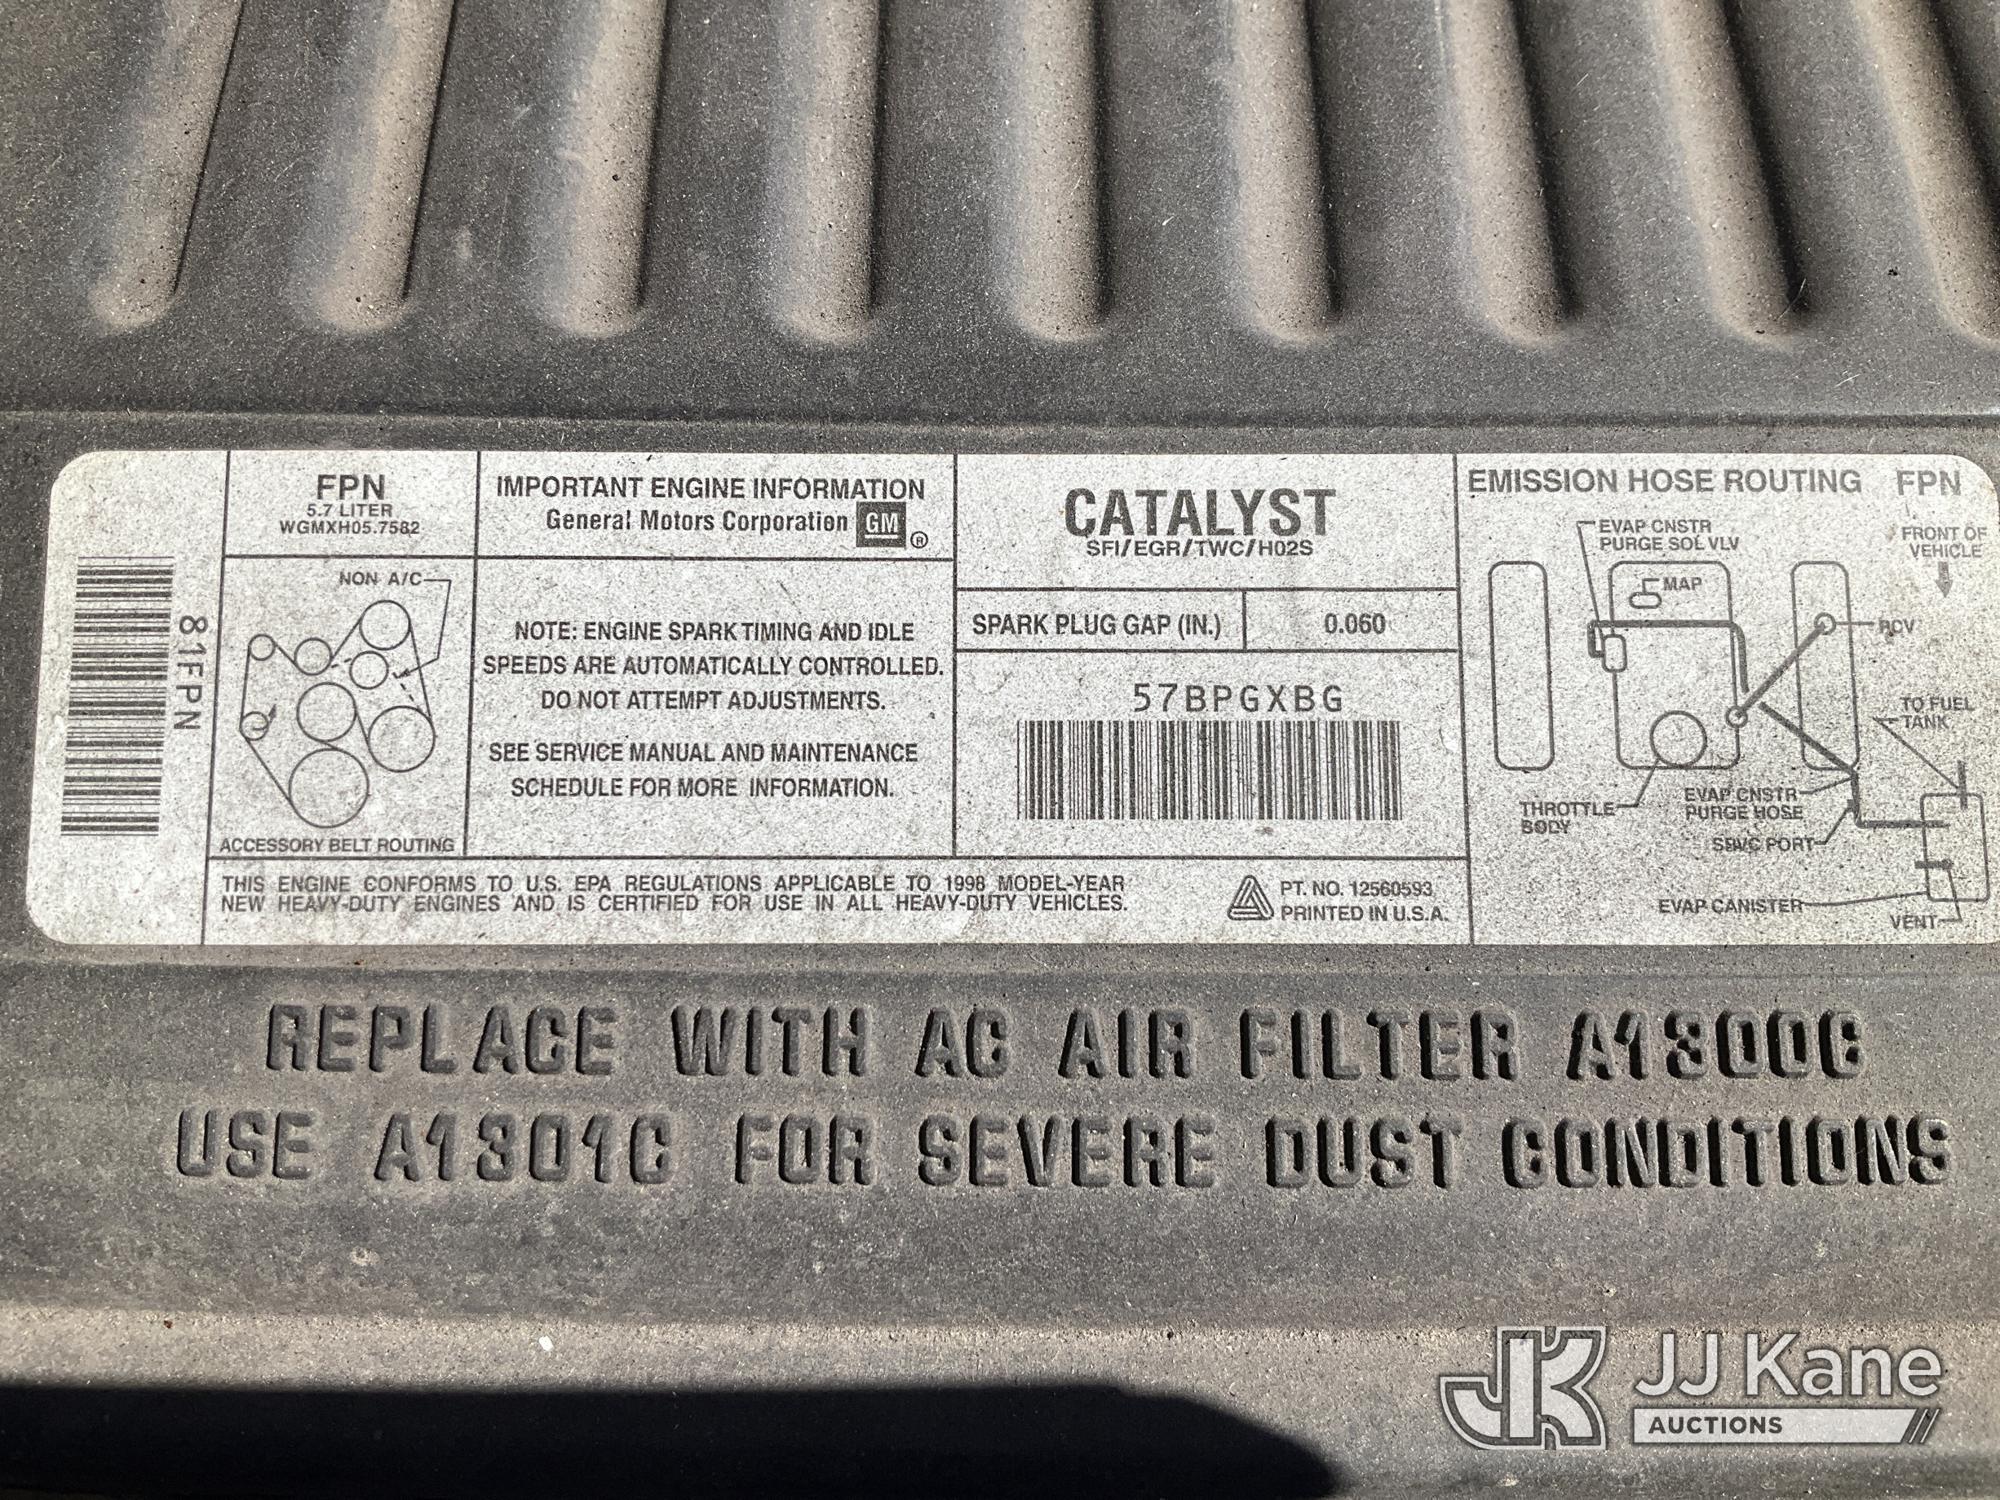 81FPN
FPN
5.7 LITER
WGMXH05.7582
NON A/C
ACCESSORY BELT ROUTING
IMPORTANT ENGINE INFORMATION
General Motors Corporation GM ®
NOTE: ENGINE SPARK TIMING AND IDLE
SPEEDS ARE AUTOMATICALLY CONTROLLED.
DO NOT ATTEMPT ADJUSTMENTS.
SEE SERVICE MANUAL AND MAINTENANCE
SCHEDULE FOR MORE INFORMATION.
CATALYST
SFI/EGR/TWC/H02S
SPARK PLUG GAP (IN.) 0.060
57BPGXBG
THIS ENGINE CONFORMS TO U.S. EPA REGULATIONS APPLICABLE TO 1998 MODEL-YEAR
NEW HEAVY-DUTY ENGINES AND IS CERTIFIED FOR USE IN ALL HEAVY-DUTY VEHICLES.
PT. NO. 12560593
PRINTED IN U.S.A.
EMISSION HOSE ROUTING FPN
EVAP CNSTR
PURGE SOL VLV
FRONT OF
VEHICLE
MAP
PCV
TO FUEL
TANK
THROTTLE
BODY
EVAP CNSTR
PURGE HOSE
SERVC PORT
EVAP CANISTER
VENT
REPLACE WITH AC AIR FILTER A1300C
USE A1301C FOR SEVERE DUST CONDITIONS
JK JJ Kane
AUCTIONS